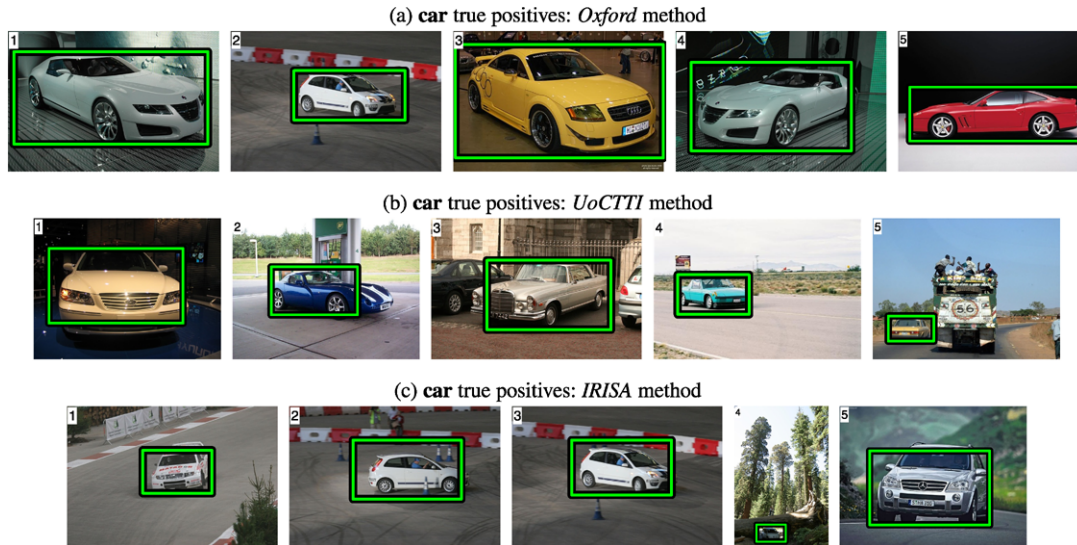 (a) car true positives: Oxford method
1 2 3 4 5
(b) car true positives: UoCTTI method
1 2 3 4 5
56
(c) car true positives: IRISA method
1 2 3 4 5